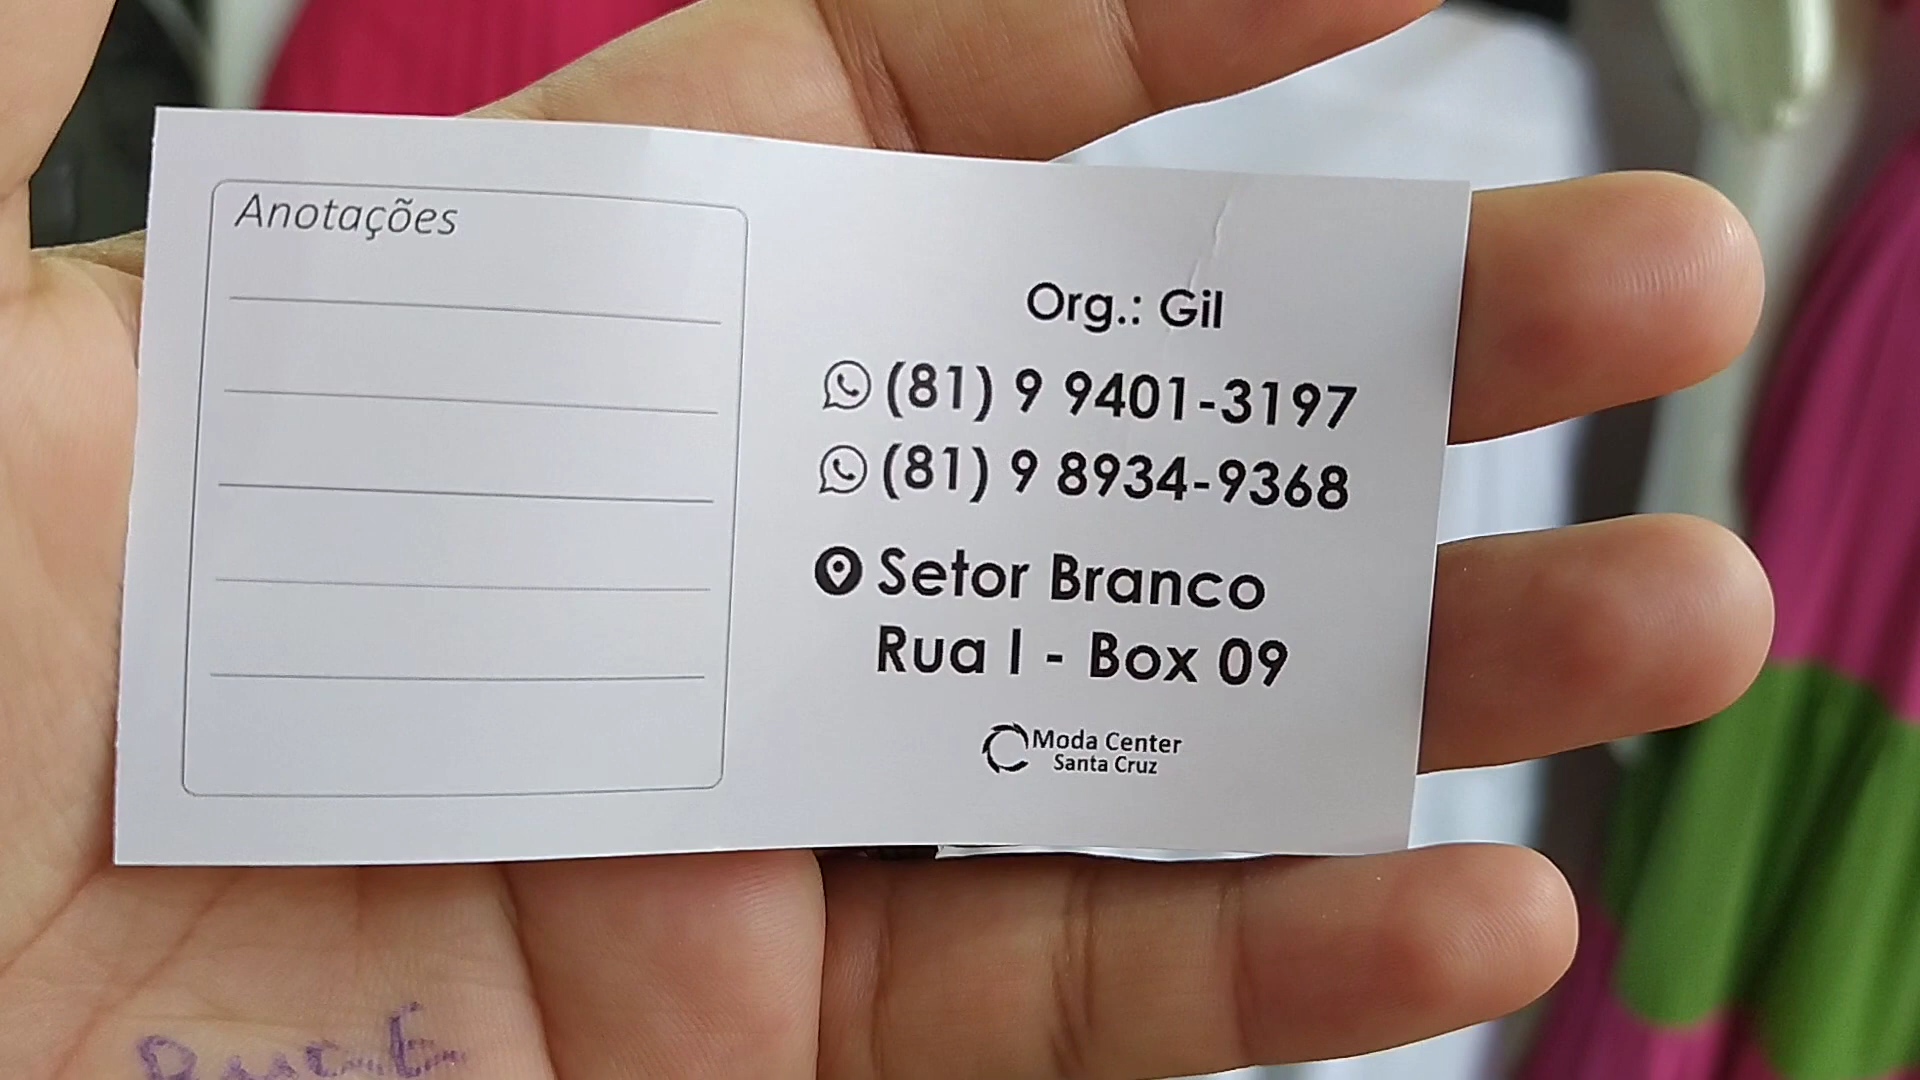 Anotações
Org.: Gil
(81) 9 9401-3197
(81) 9 8934-9368
Setor Branco
Rua I - Box 09
Moda Center
Santa Cruz